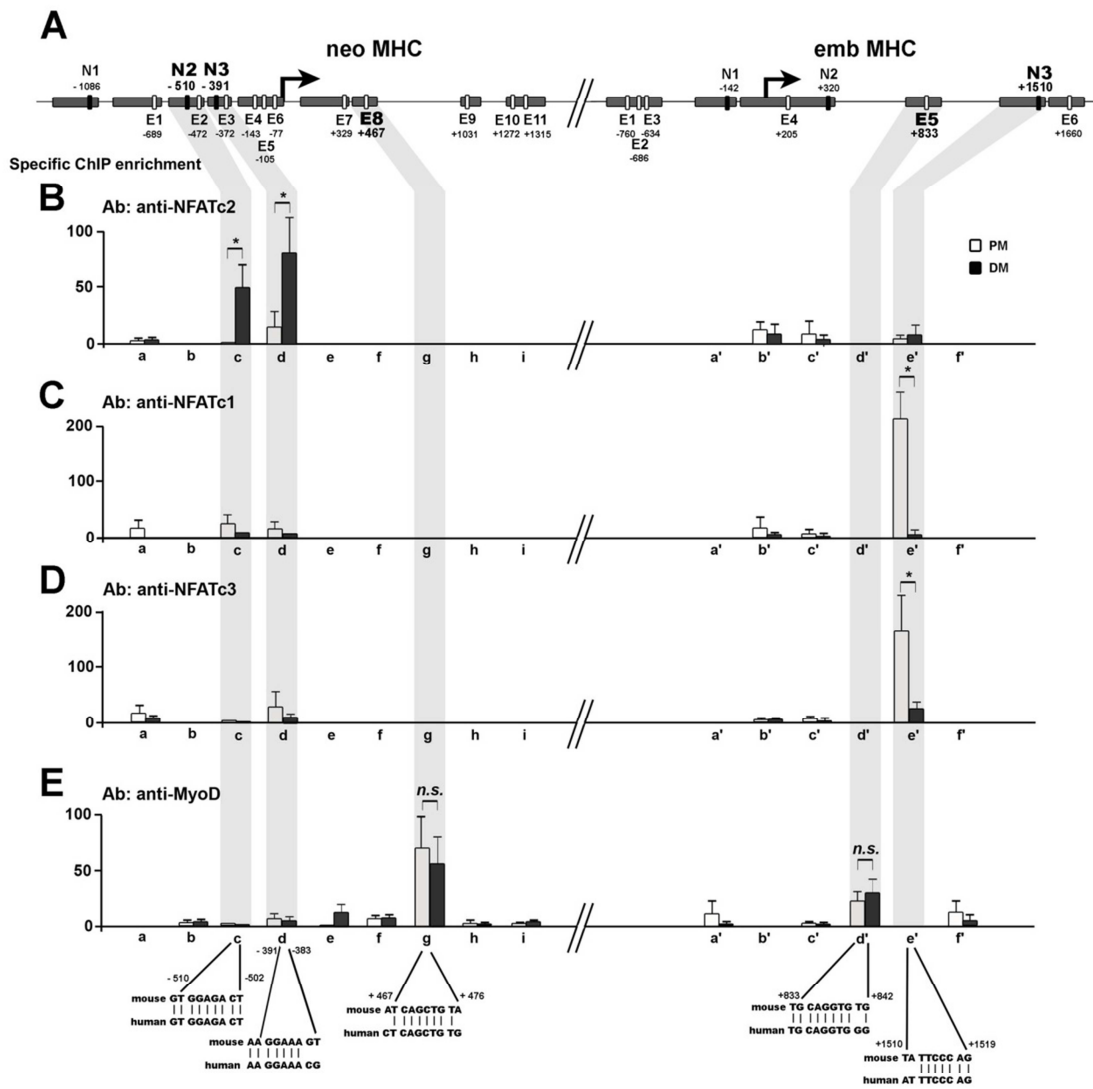 A
neo MHC
emb MHC
N1 N2 N3 N1 N2 N3
- 1086 - 510 - 391 -142 +320 +1510
E1 E2 E3 E4 E6 E7 E8 E9 E10 E11 E1 E3 E4 E5 E6
-689 -472 -372 -143 -77 +329 +467 +1031 +1272 +1315 -760 -634 +205 +833 +1660
E5 E2
-105 -686
Specific ChIP enrichment
B Ab: anti-NFATc2
* *
PM
DM
100
50
0
a b c d e f g h i a' b' c' d' e' f'
C Ab: anti-NFATc1
*
200
100
0
a b c d e f g h i a' b' c' d' e' f'
D Ab: anti-NFATc3
*
200
100
0
a b c d e f g h i a' b' c' d' e' f'
E Ab: anti-MyoD
n.s. n.s.
100
50
0
a b c d e f g h i a' b' c' d' e' f'
- 510 -502
mouse GT GGAGA CT
human GT GGAGA CT
- 391 -383
mouse AA GGAAA GT
human AA GGAAA CG
+ 467 + 476
mouse AT CAGCTG TA
human CT CAGCTG TG
+833 +842
mouse TG CAGGTG TG
human TG CAGGTG GG
+1510 +1519
mouse TA TTCCC AG
human AT TTCCC AG